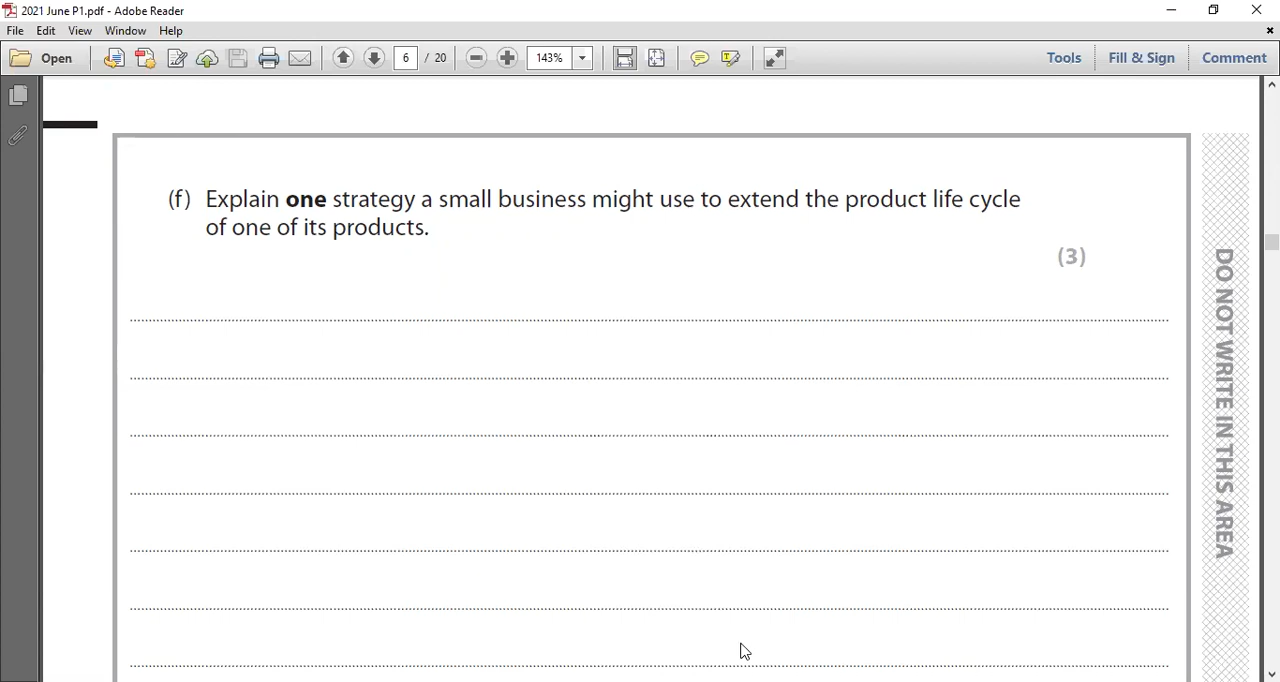 2021 June P1.pdf - Adobe Reader
File Edit View Window Help
Open 6 / 20 143% Tools Fill & Sign Comment
(f) Explain one strategy a small business might use to extend the product life cycle
of one of its products.
(3)
DO NOT WRITE IN THIS AREA